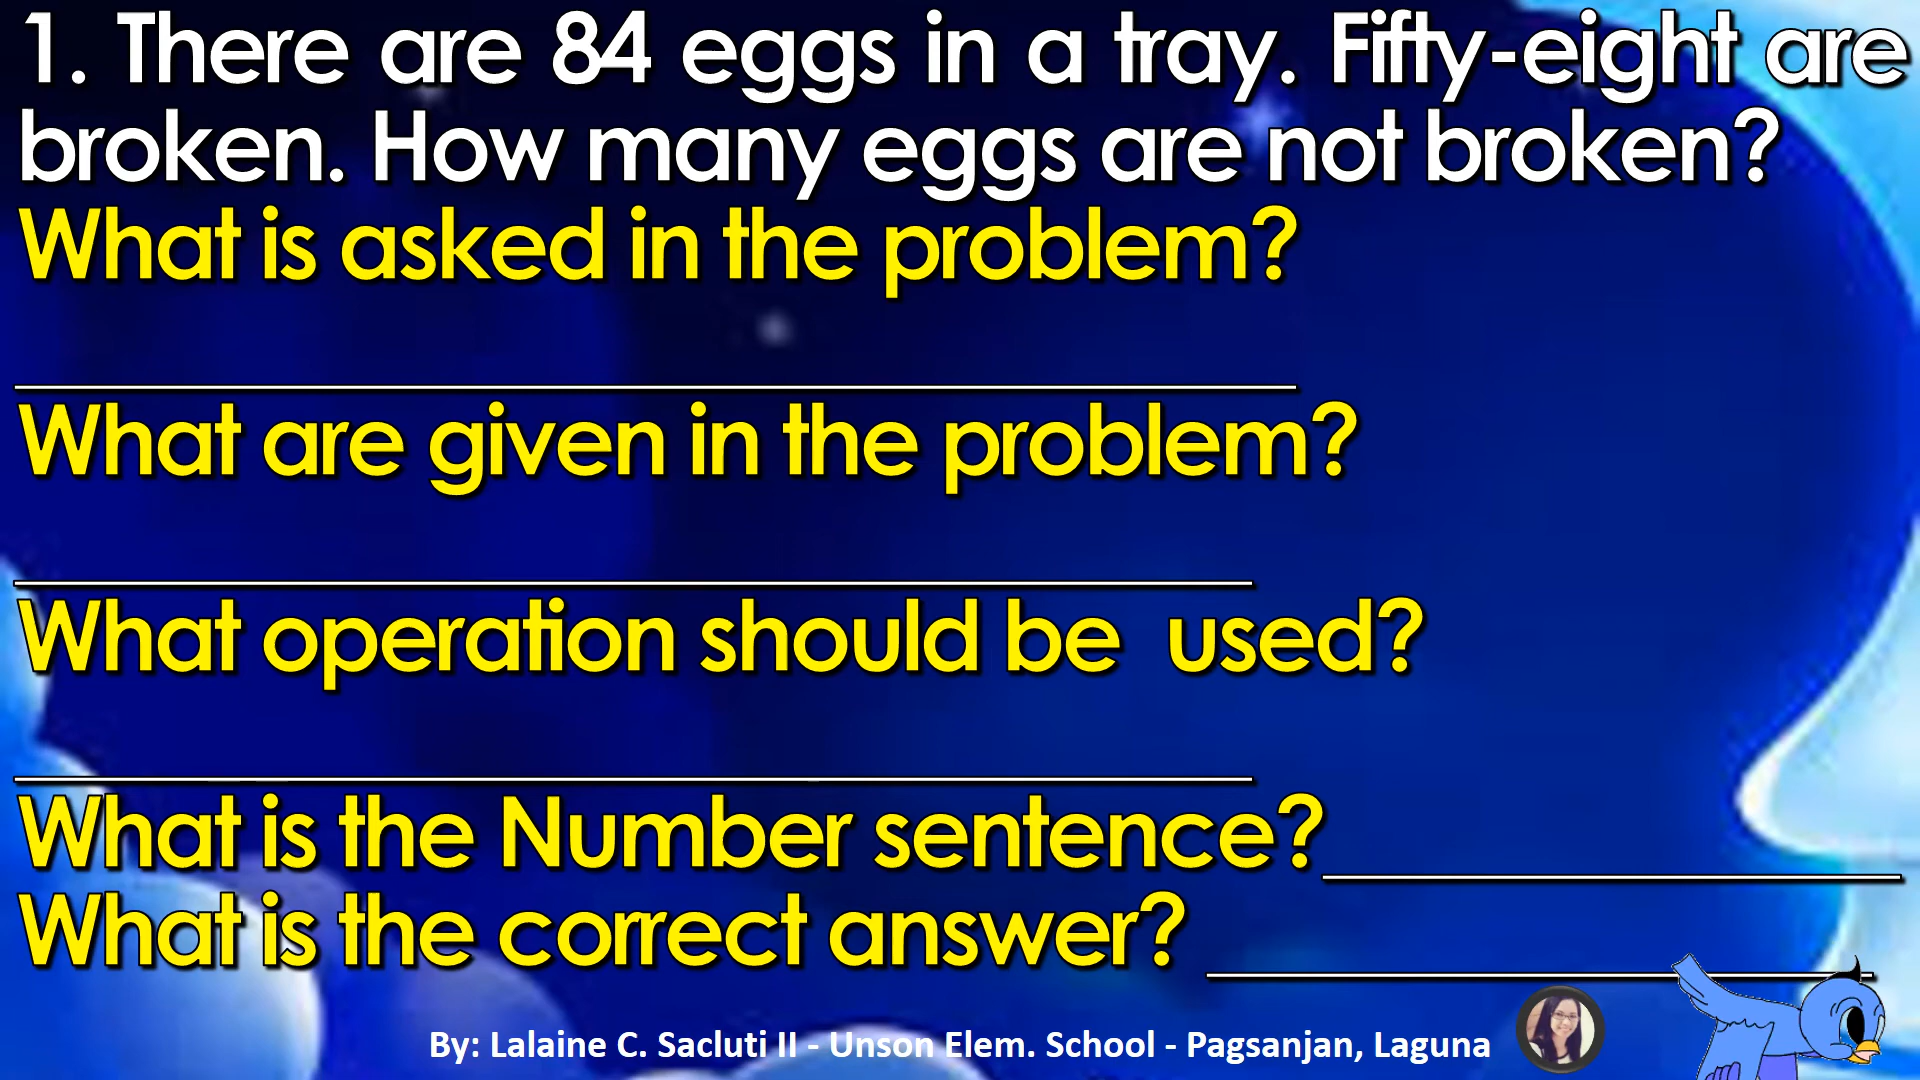 1. There are 84 eggs in a tray. Fifty-eight are
broken. How many eggs are not broken?
What is asked in the problem?
What are given in the problem?
What operation should be  used?
What is the Number sentence?
What is the correct answer?
By: Lalaine C. Sacluti II - Unson Elem. School - Pagsanjan, Laguna